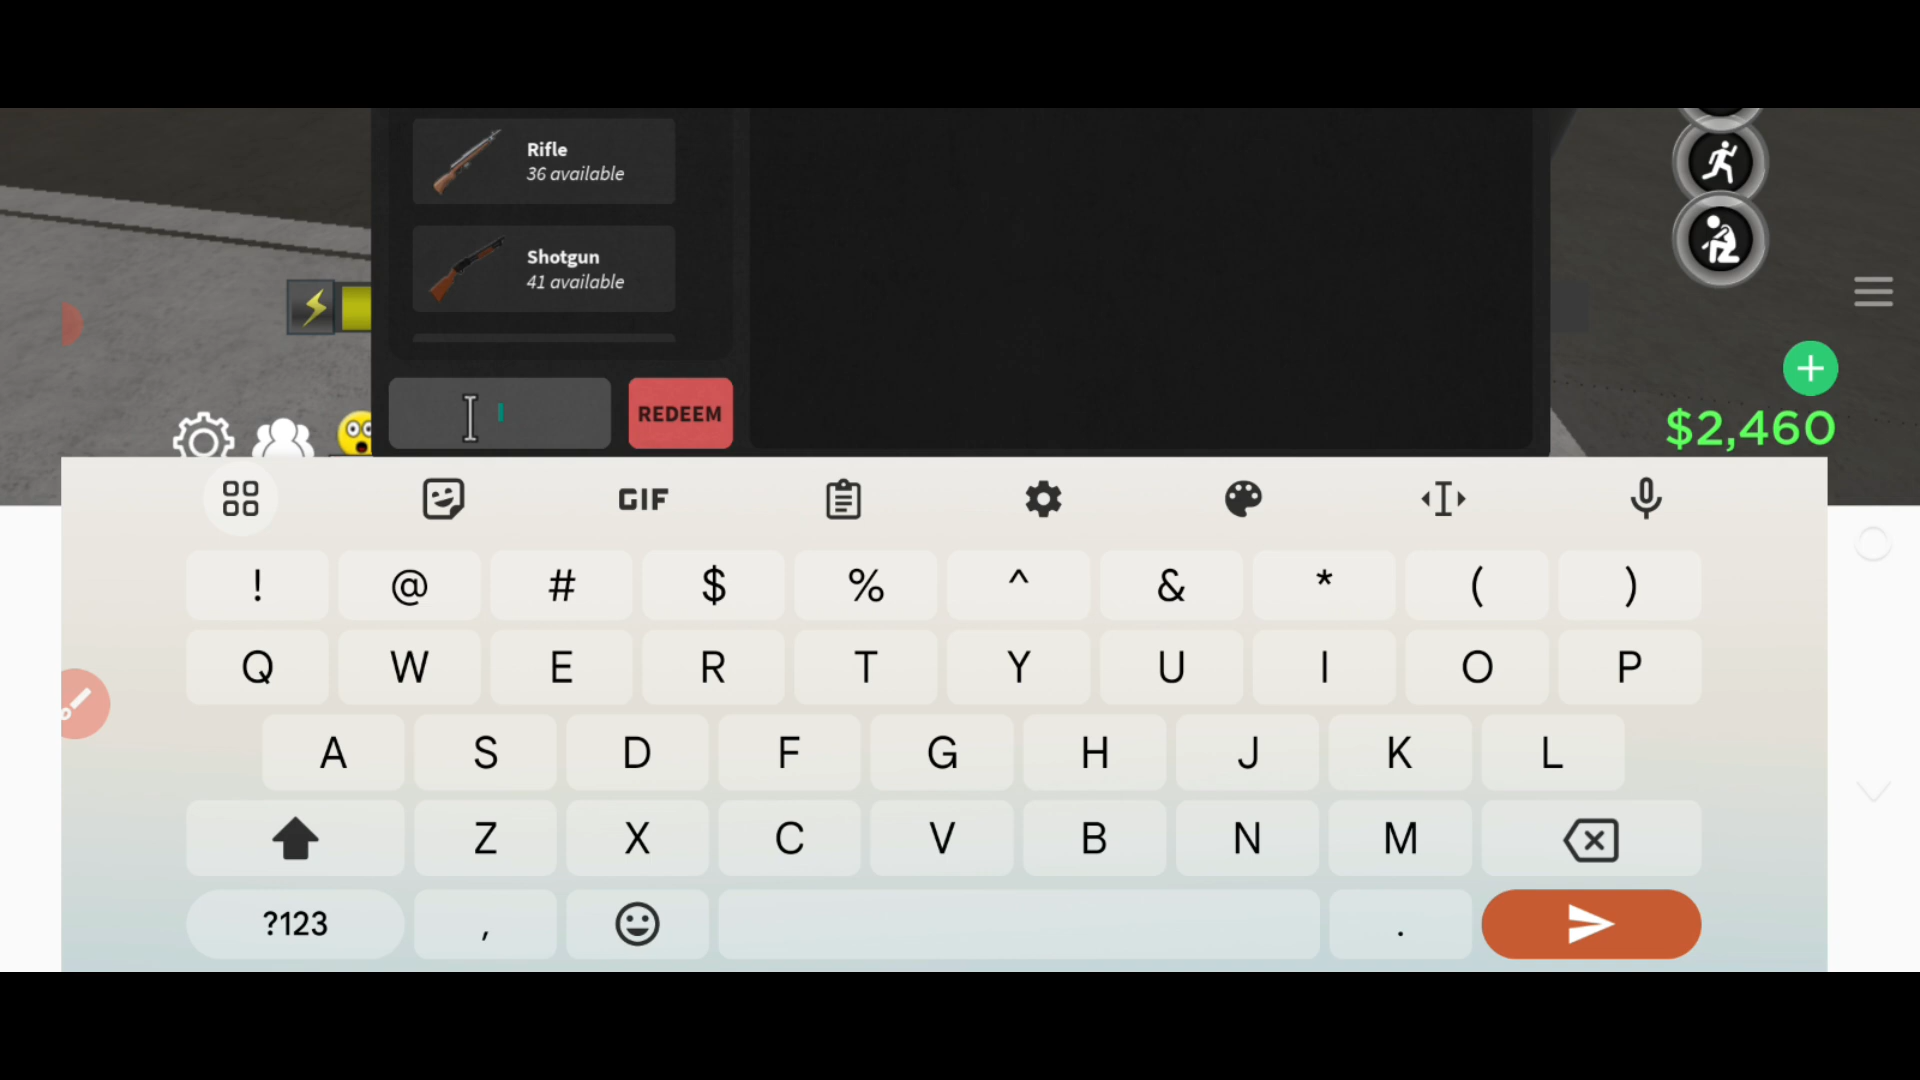 Rifle
36 available
Shotgun
41 available
REDEEM
$2,460
GIF
! @ # $ % ^ & * ( )
Q W E R T Y U I O P
A S D F G H J K L
Z X C V B N M
?123 , .